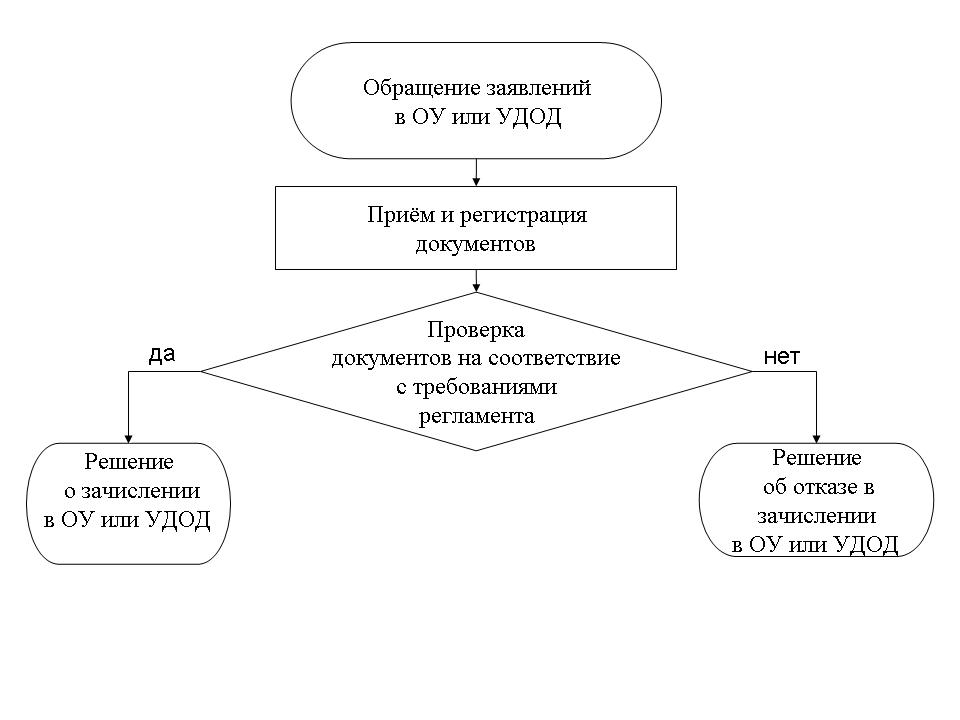 Обращение заявлений
в ОУ или УДОД
Приём и регистрация
документов
Проверка
документов на соответствие
с требованиями
регламента
да
нет
Решение
о зачислении
в ОУ или УДОД
Решение
об отказе в
зачислении
в ОУ или УДОД